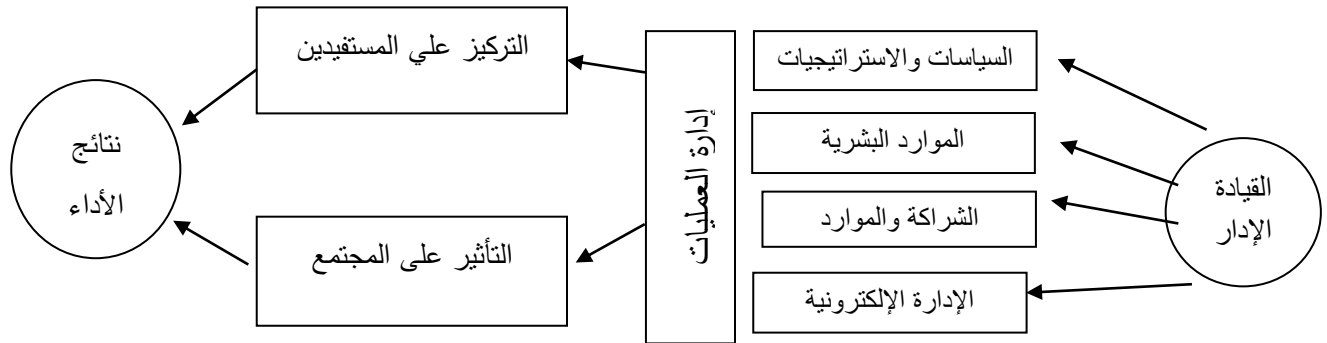 القيادة
الإدار
السياسات والاستراتيجيات
الموارد البشرية
الشراكة والموارد
الإدارة الإلكترونية
إدارة العمليات
التركيز علي المستفيدين
التأثير على المجتمع
نتائج
الأداء